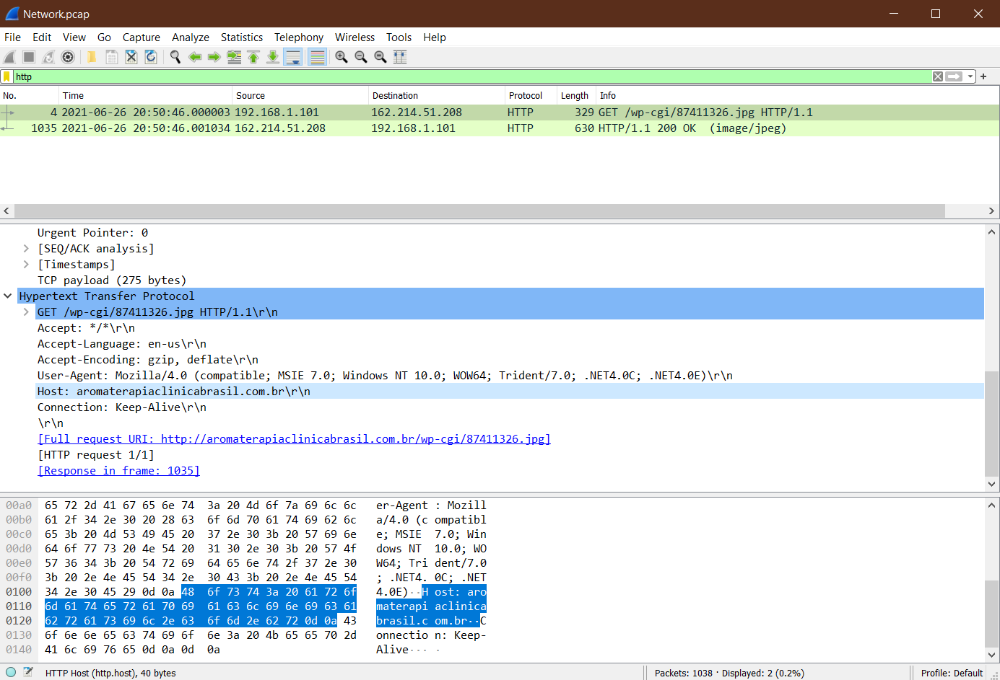 Network.pcap
File Edit View Go Capture Analyze Statistics Telephony Wireless Tools Help
http
No. Time Source Destination Protocol Length Info
4 2021-06-26 20:50:46.000003 192.168.1.101 162.214.51.208 HTTP 329 GET /wp-cgi/87411326.jpg HTTP/1.1
1035 2021-06-26 20:50:46.001034 162.214.51.208 192.168.1.101 HTTP 630 HTTP/1.1 200 OK  (image/jpeg)
Urgent Pointer: 0
[SEQ/ACK analysis]
[Timestamps]
TCP payload (275 bytes)
Hypertext Transfer Protocol
GET /wp-cgi/87411326.jpg HTTP/1.1\r\n
Accept: */*\r\n
Accept-Language: en-us\r\n
Accept-Encoding: gzip, deflate\r\n
User-Agent: Mozilla/4.0 (compatible; MSIE 7.0; Windows NT 10.0; WOW64; Trident/7.0; .NET4.0C; .NET4.0E)\r\n
Host: aromaterapiaclinicabrasil.com.br\r\n
Connection: Keep-Alive\r\n
\r\n
[Full request URI: http://aromaterapiaclinicabrasil.com.br/wp-cgi/87411326.jpg]
[HTTP request 1/1]
[Response in frame: 1035]
00a0 65 72 2d 41 67 65 6e 74 3a 20 4d 6f 7a 69 6c 6c er-Agent : Mozill
00b0 61 2f 34 2e 30 20 28 63 6f 6d 70 61 74 69 62 6c a/4.0 (c ompatibl
00c0 65 3b 20 4d 53 49 45 20 37 2e 30 3b 20 57 69 6e e; MSIE  7.0; Win
00d0 64 6f 77 73 20 4e 54 20 31 30 2e 30 3b 20 57 4f dows NT  10.0; WO
00e0 57 36 34 3b 20 54 72 69 64 65 6e 74 2f 37 2e 30 W64; Tri dent/7.0
00f0 3b 20 2e 4e 45 54 34 2e 30 43 3b 20 2e 4e 45 54 ; .NET4. 0C; .NET
0100 34 2e 30 45 29 0d 0a 48 6f 73 74 3a 20 61 72 6f 4.0E)··H ost: aro
0110 6d 61 74 65 72 61 70 69 61 63 6c 69 6e 69 63 61 materapi aclinica
0120 62 72 61 73 69 6c 2e 63 6f 6d 2e 62 72 0d 0a 43 brasil.c om.br··C
0130 6f 6e 6e 65 63 74 69 6f 6e 3a 20 4b 65 65 70 2d onnectio n: Keep-
0140 41 6c 69 76 65 0d 0a 0d 0a Alive··· ·
HTTP Host (http.host), 40 bytes Packets: 1038 · Displayed: 2 (0.2%) Profile: Default